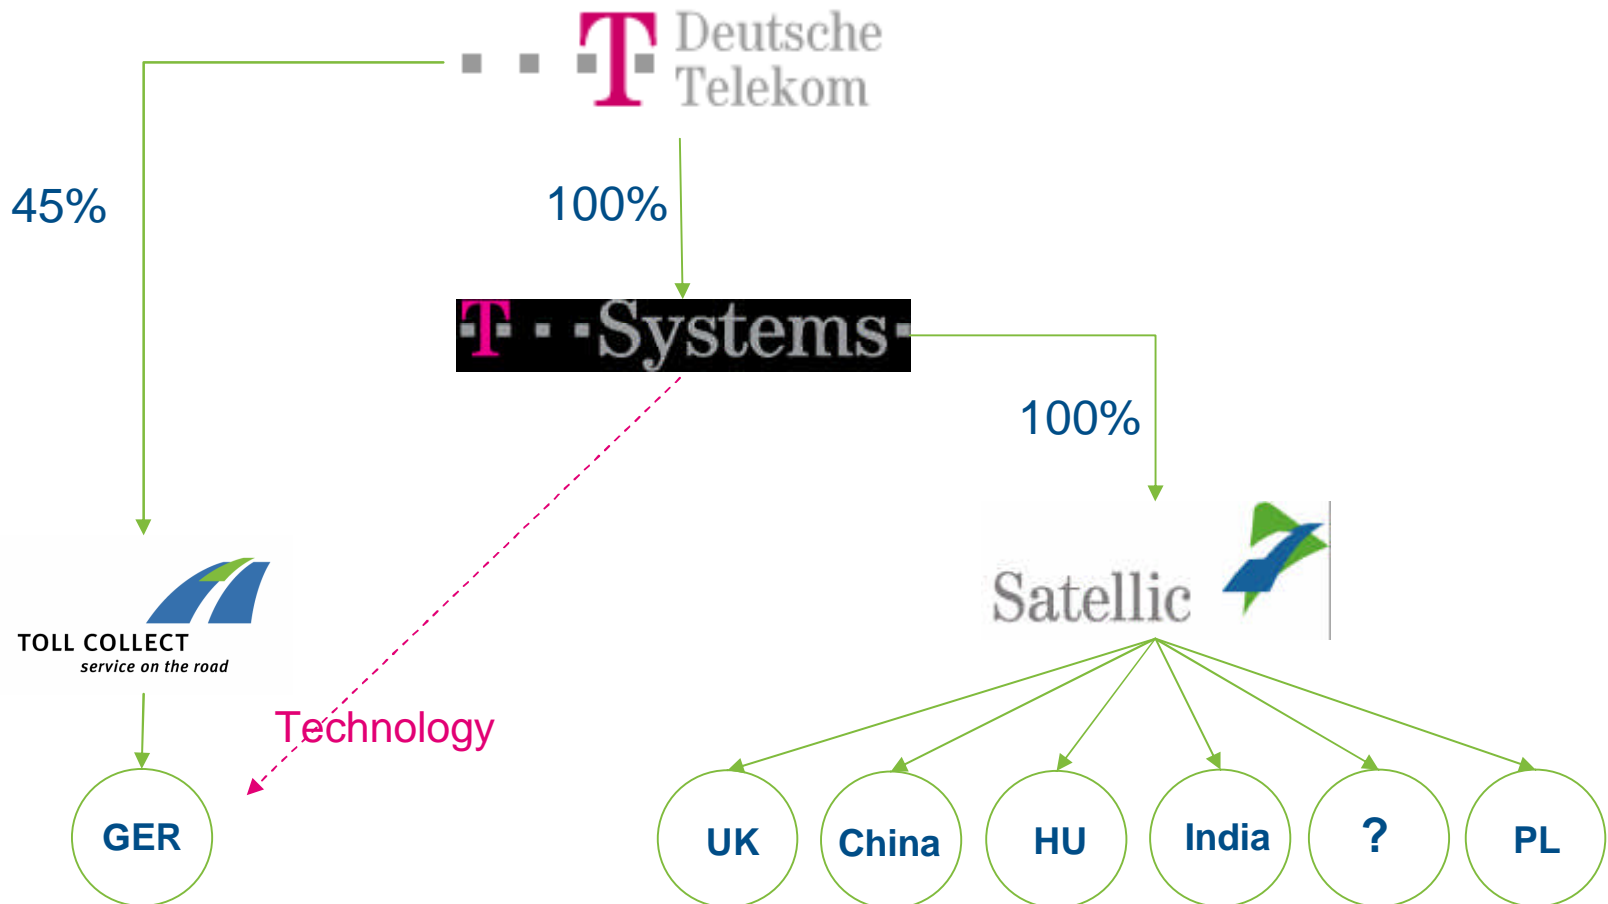 T Deutsche
Telekom
45%
100%
T Systems
100%
Satellic
TOLL COLLECT
service on the road
Technology
GER
UK
China
HU
India
?
PL